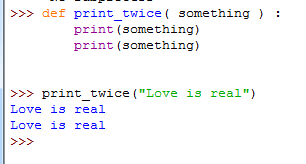 >>> def print_twice( something ) :
        print(something)
        print(something)
>>> print_twice("Love is real")
Love is real
Love is real
>>>